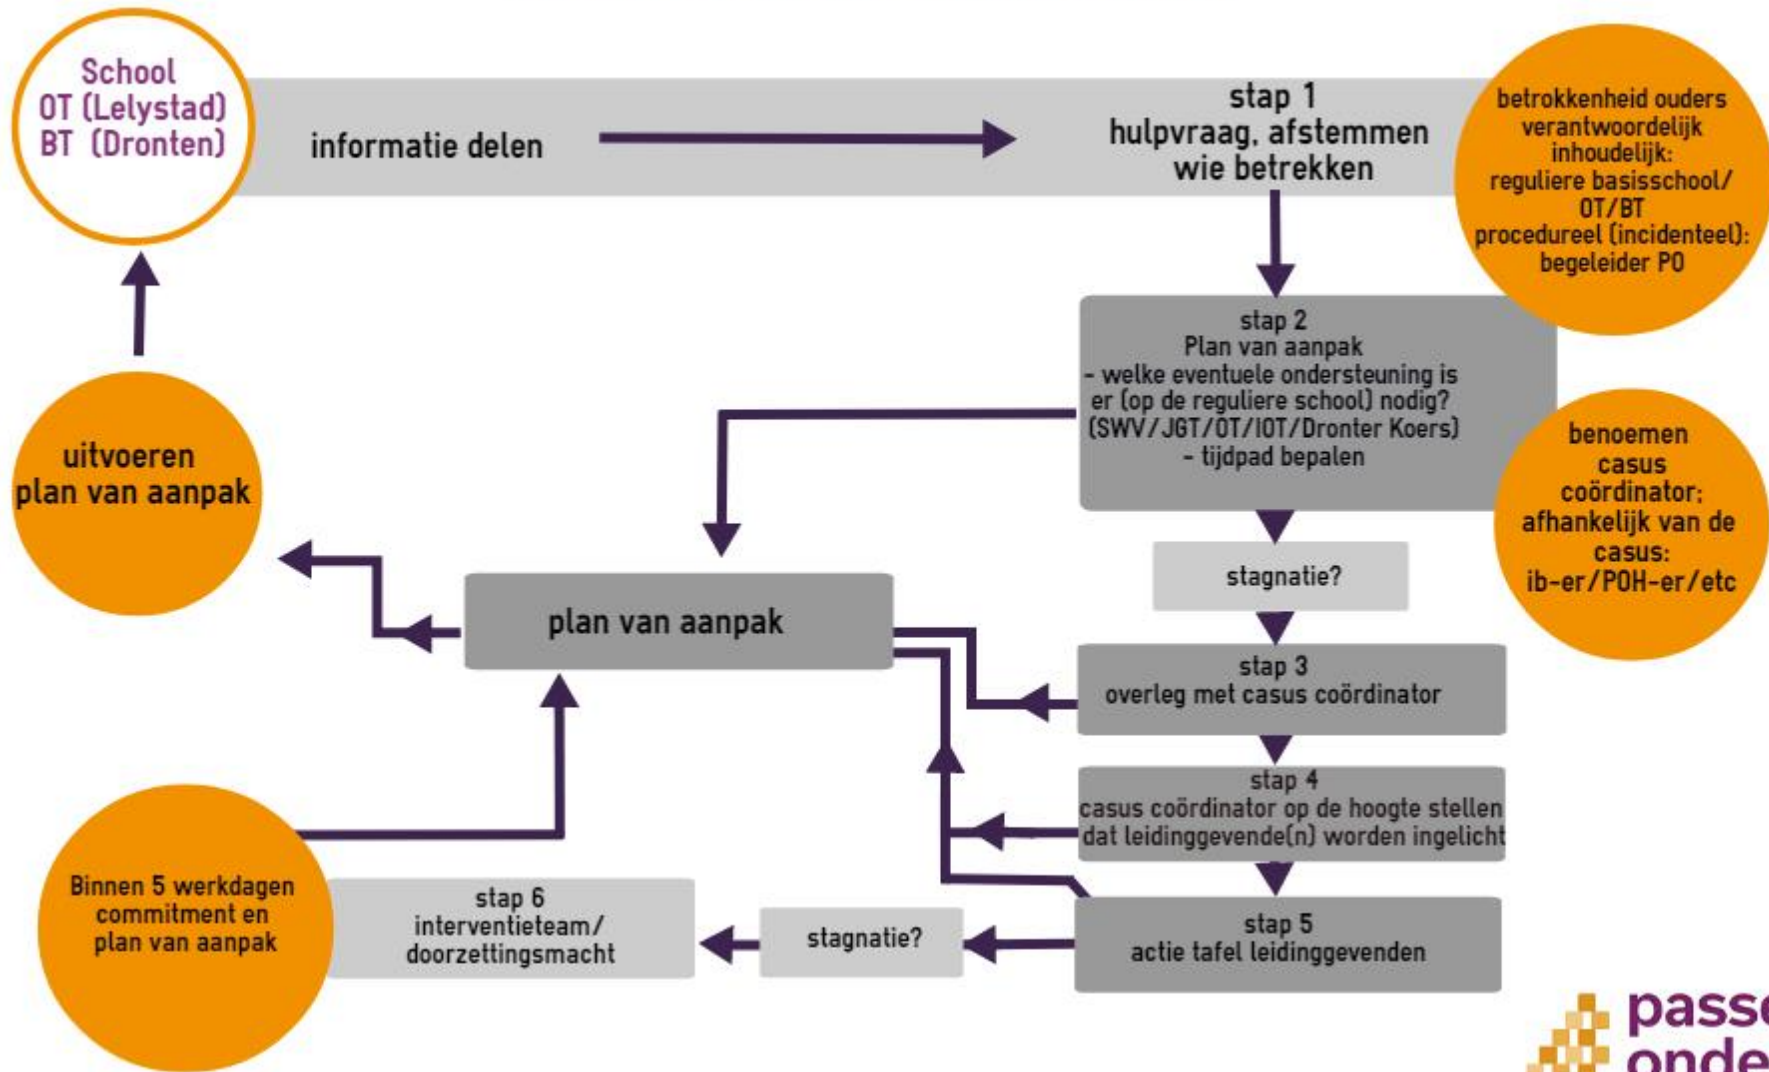 School
OT (Lelystad)
BT (Dronten)
informatie delen
stap 1
hulpvraag, afstemmen
wie betrekken
betrokkenheid ouders
verantwoordelijk
inhoudelijk:
reguliere basisschool/
OT/BT
procedureel (incidenteel):
begeleider PO
stap 2
Plan van aanpak
- welke eventuele ondersteuning is
er (op de reguliere school) nodig?
(SWV/JGT/OT/IOT/Dronter Koers)
- tijdpad bepalen
benoemen
casus
coördinator;
afhankelijk van de
casus:
ib-er/POH-er/etc
uitvoeren
plan van aanpak
stagnatie?
plan van aanpak
stap 3
overleg met casus coördinator
stap 4
casus coördinator op de hoogte stellen
dat leidinggevende(n) worden ingelicht
Binnen 5 werkdagen
commitment en
plan van aanpak
stap 6
interventieteam/
doorzettingsmacht
stagnatie?
stap 5
actie tafel leidinggevenden
passe
onde